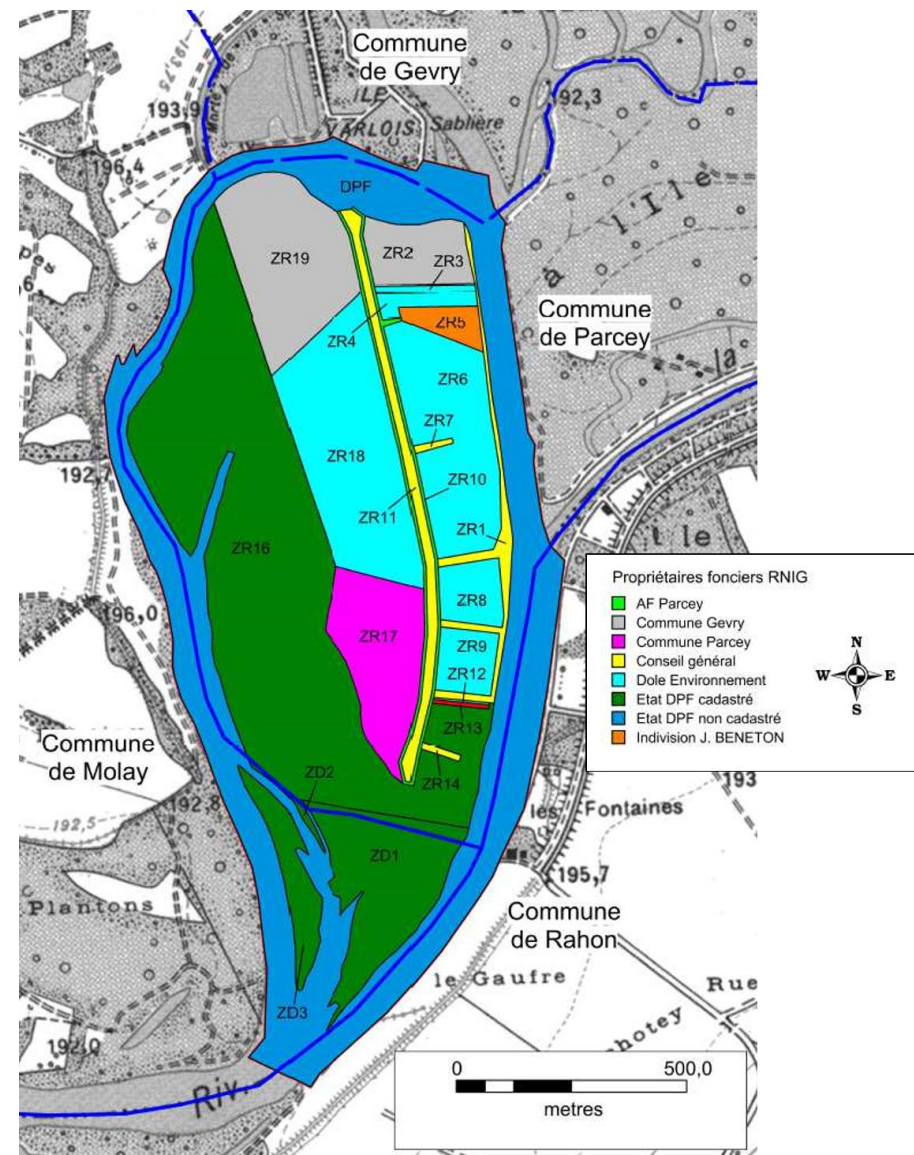 Commune
de Gevry
193,75
193,9
ILE
VARLOIS
Sablière
92,3
196,4
DPF
l'Ile
à
ZR19
ZR2
ZR3
Commune
de Parcey
ZR4
ZR5
la
ZR6
ZR7
ZR18
192,7
ZR10
ZR11
ZR1
Ile
ZR16
ZR8
196,0
ZR17
ZR9
ZR12
ZR13
ZR14
Propriétaires fonciers RNIG
AF Parcey
Commune Gevry
Commune Parcey
Conseil général
Dole Environnement
Etat DPF cadastré
Etat DPF non cadastré
Indivision J. BENETON
N
W
E
S
Commune
de Molay
ZD2
193
192,8
les Fontaines
192,5
ZD1
195,7
Plantons
Commune
de Rahon
le Gaufre
Rue
ZD3
192,0
Riv
0
500,0
metres